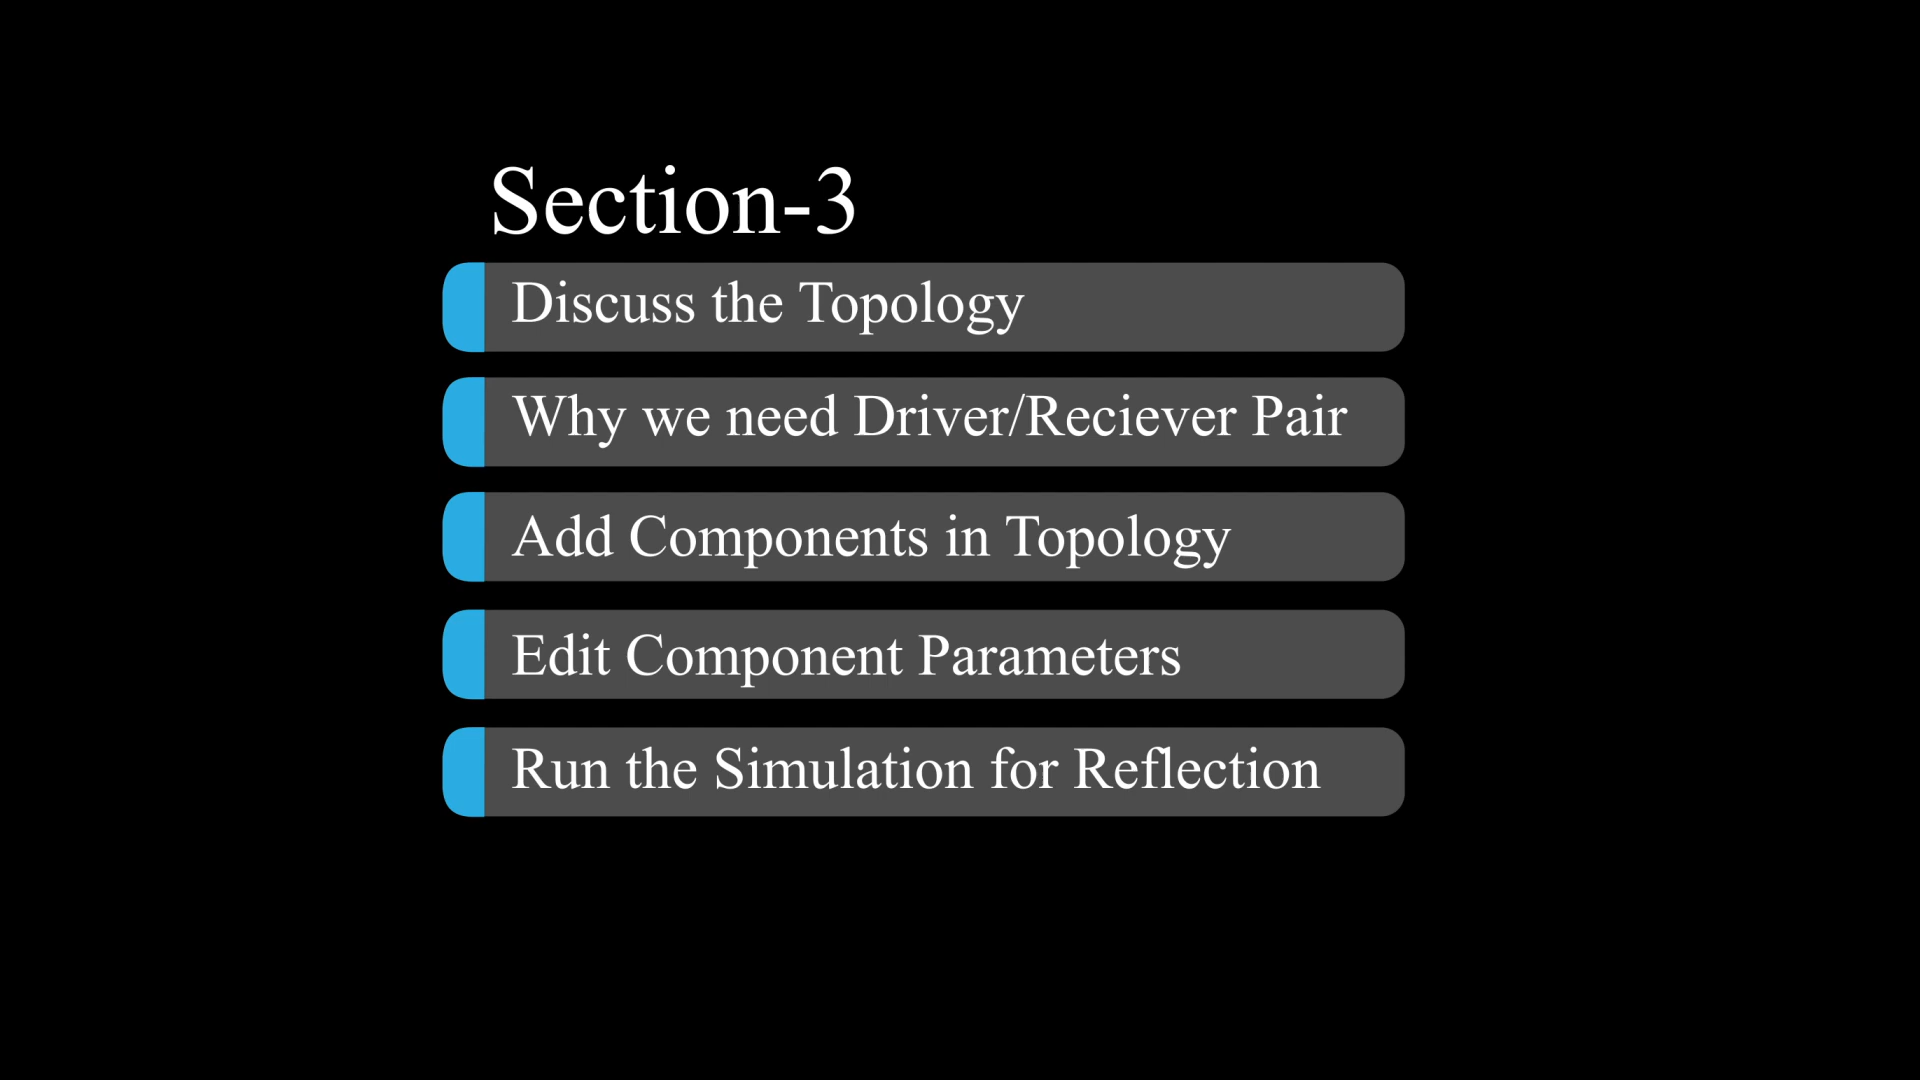 Section-3
Discuss the Topology
Why we need Driver/Reciever Pair
Add Components in Topology
Edit Component Parameters
Run the Simulation for Reflection